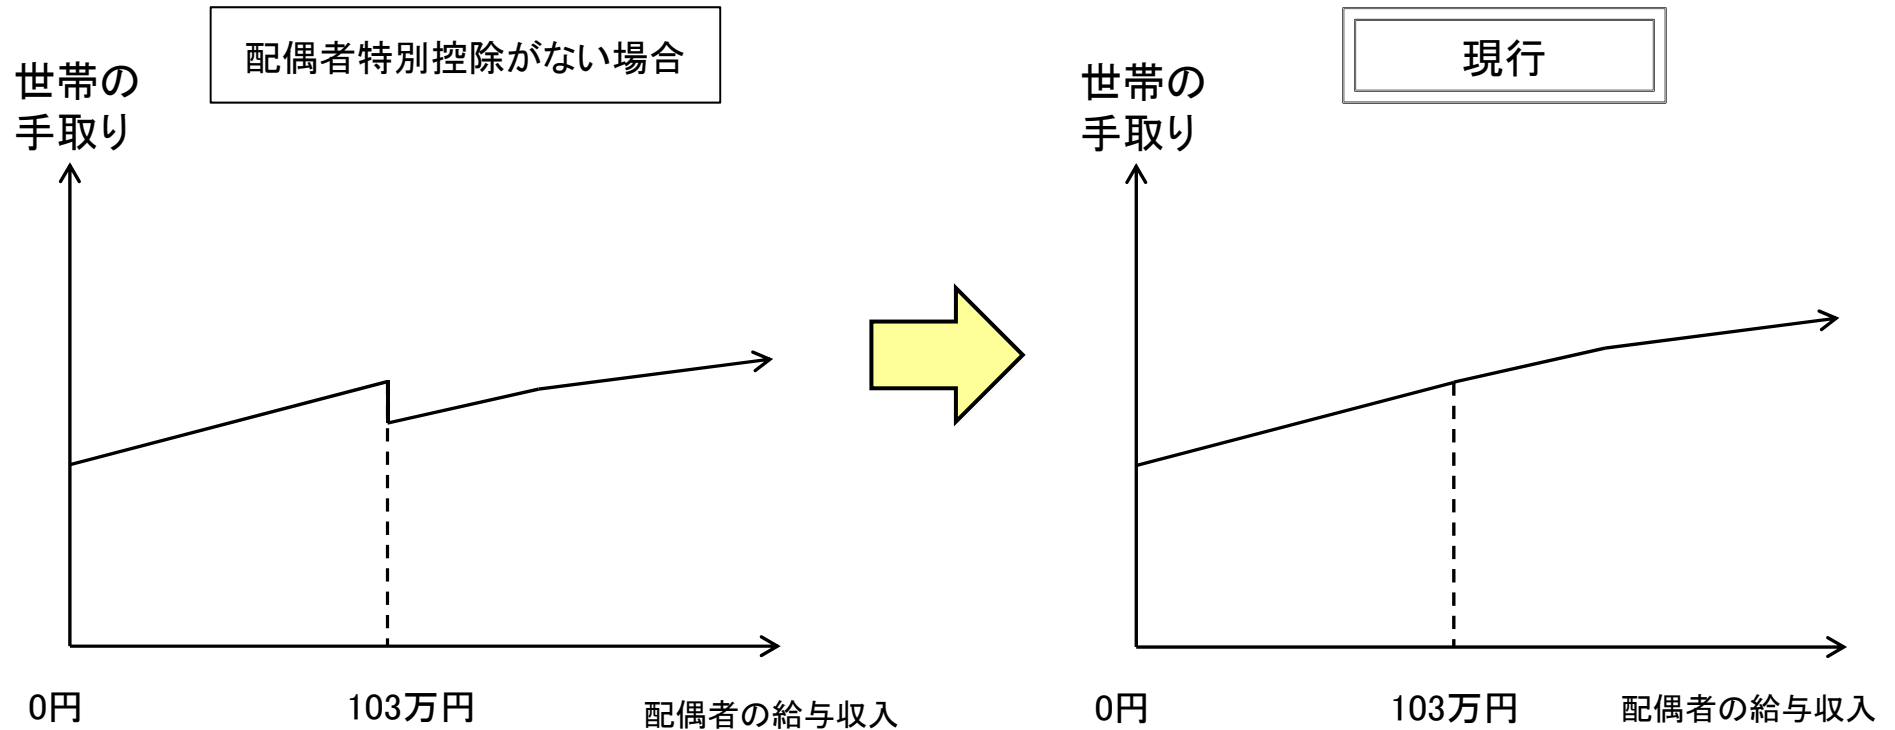 配偶者特別控除がない場合
世帯の
手取り
0円
103万円
配偶者の給与収入
現行
世帯の
手取り
0円
103万円
配偶者の給与収入